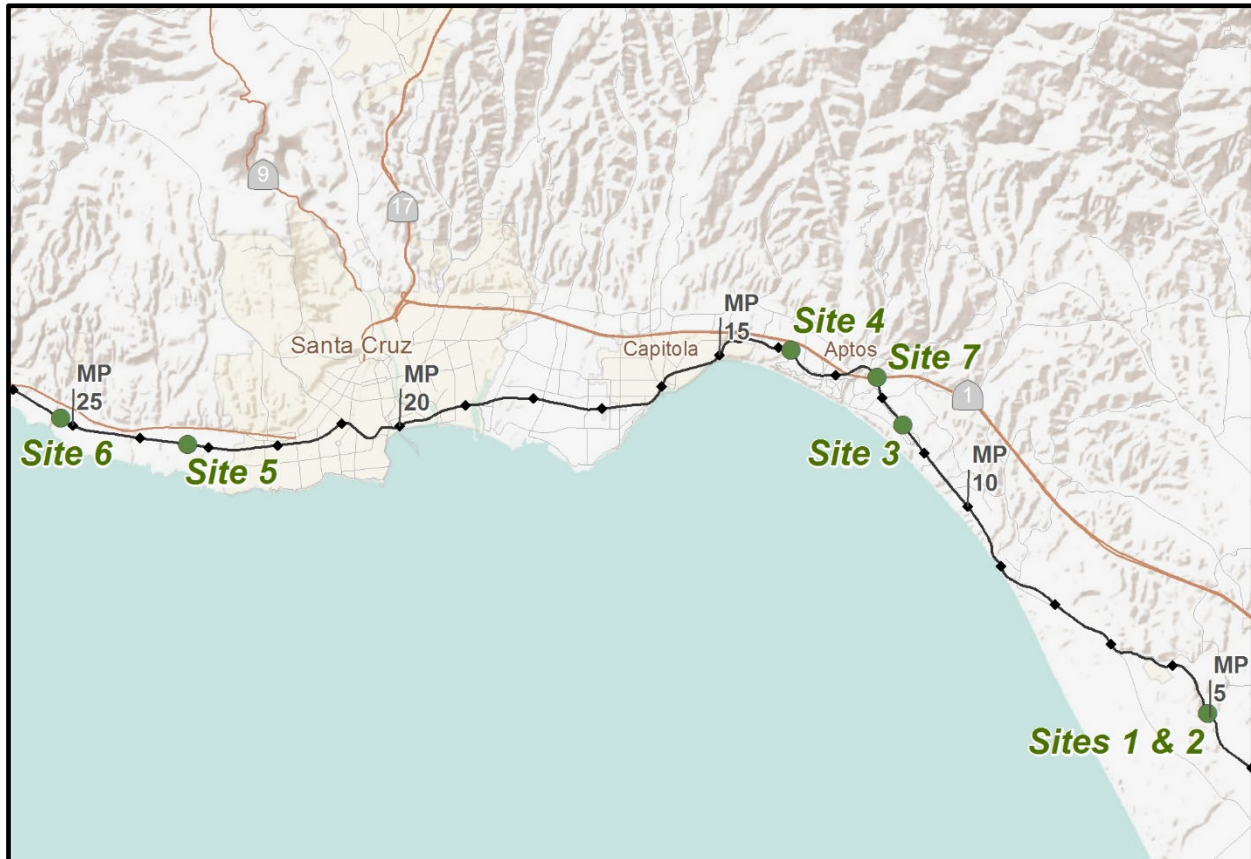 9
17
MP
15
Site 4
Santa Cruz
Capitola
Aptos
Site 7
MP
25
MP
20
1
Site 6
Site 5
Site 3
MP
10
MP
5
Sites 1 & 2